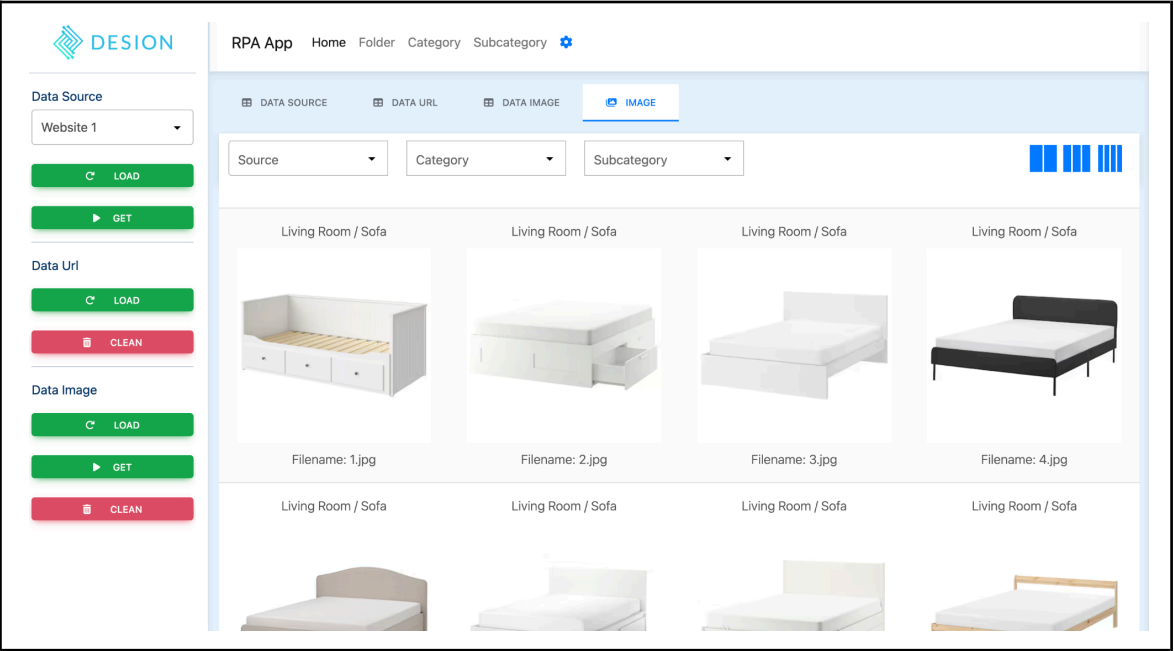 DESION
RPA App Home Folder Category Subcategory
Data Source
Website 1
LOAD
GET
Data Url
LOAD
CLEAN
Data Image
LOAD
GET
CLEAN
DATA SOURCE DATA URL DATA IMAGE IMAGE
Source Category Subcategory
Living Room / Sofa Living Room / Sofa Living Room / Sofa Living Room / Sofa
Filename: 1.jpg Filename: 2.jpg Filename: 3.jpg Filename: 4.jpg
Living Room / Sofa Living Room / Sofa Living Room / Sofa Living Room / Sofa